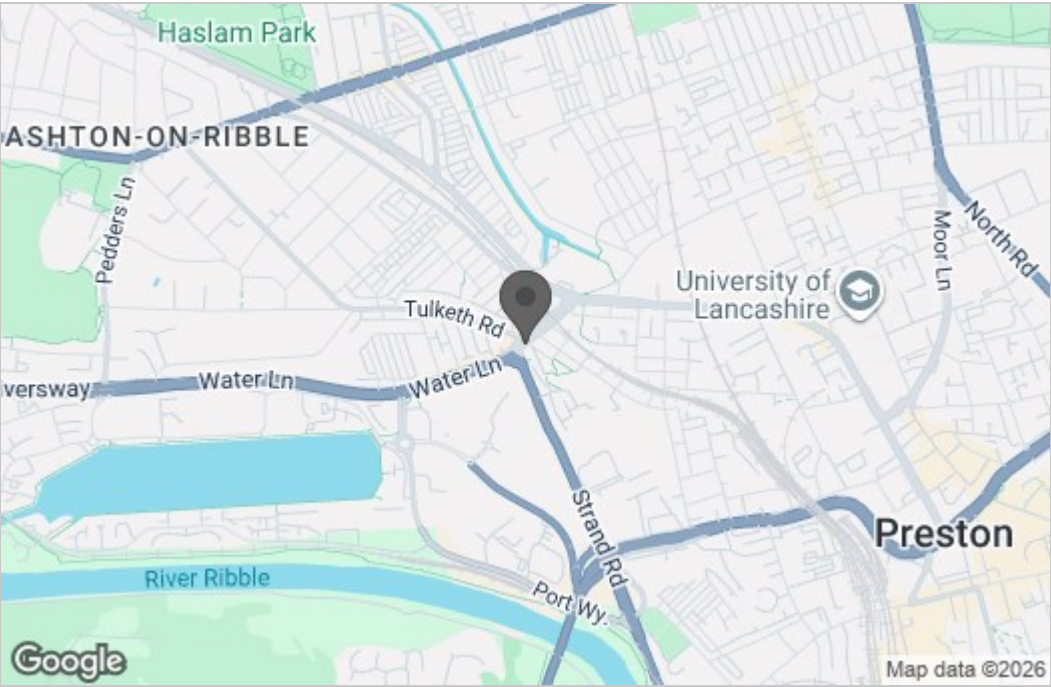 Haslam Park
ASHTON-ON-RIBBLE
Pedders Ln
North Rd
Moor Ln
University of
Lancashire
Tulketh Rd
Water Ln
Water Ln
versway
Strand Rd
Preston
River Ribble
Port Wy.
Google
Map data ©2026